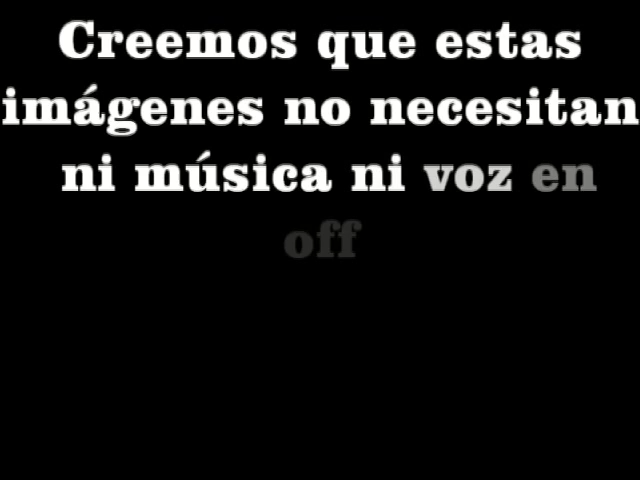 Creemos que estas
imágenes no necesitan
ni música ni voz en
off